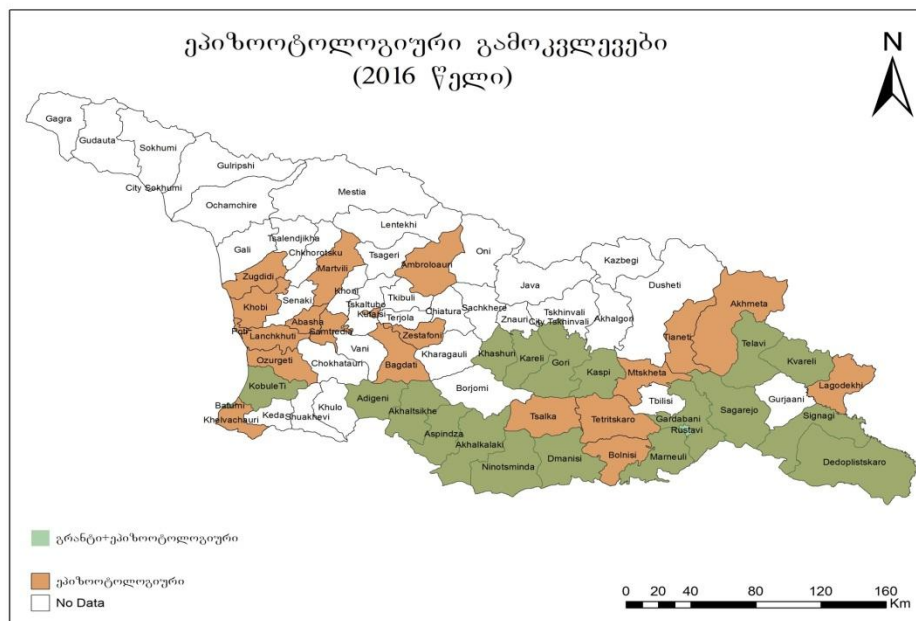 ეპიზოოტოლოგიური გამოკვლევები
(2016 წელი)
N
Gagra
Gudauta
Sokhumi
City Sokhumi
Gulripshi
Ochamchire
Mestia
Lentekhi
Gali
Tsalendjikha
Chkhorotsku
Tsageri
Ambroloauri
Oni
Kazbegi
Zugdidi
Martvili
Dusheti
Khobi
Senaki
Khoni
Tskaltubo
Tkibuli
Chiatura
Sachkhere
Java
Znauri
Tskhinvali
City Tskhinvali
Akhalgori
Akhmeta
Poti
Abasha
Samtredia
Kutaisi
Terjola
Lanchkhuti
Zestafoni
Tianeti
Telavi
Ozurgeti
Chokhatauri
Vani
Bagdati
Kharagauli
Khashuri
Kareli
Gori
Kaspi
Mtskheta
Kvareli
KobuleTi
Borjomi
Tbilisi
Lagodekhi
Batumi
Khelvachauri
Keda
Shuakhevi
Khulo
Adigeni
Akhaltsikhe
Tsalka
Tetritskaro
Gardabani
Rustavi
Sagarejo
Gurjaani
Signagi
Aspindza
Akhalkalaki
Ninotsminda
Dmanisi
Bolnisi
Marneuli
Dedoplistskaro
გრანტი+ეპიზოოტოლოგიური
ეპიზოოტოლოგიური
No Data
0 20 40 80 120 160
Km